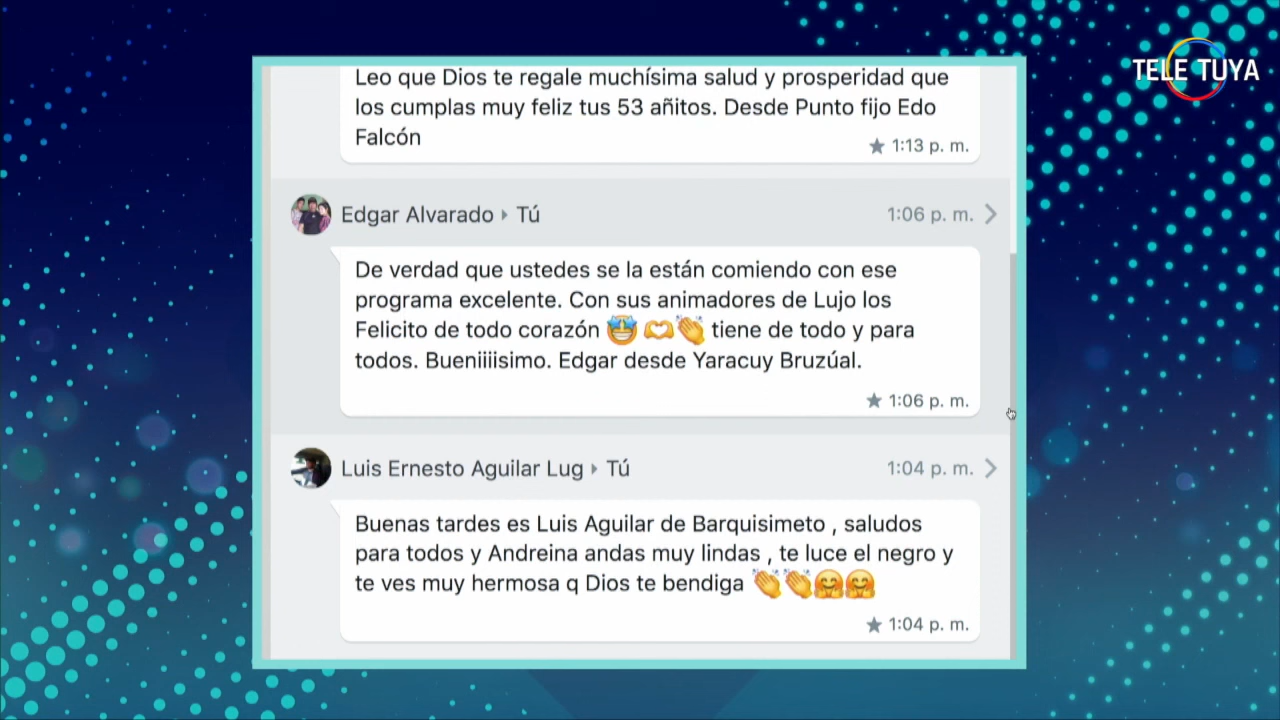 TELE TUYA
Leo que Dios te regale muchísima salud y prosperidad que
los cumplas muy feliz tus 53 añitos. Desde Punto fijo Edo
Falcón
★ 1:13 p. m.
Edgar Alvarado ▸ Tú
1:06 p. m.
De verdad que ustedes se la están comiendo con ese
programa excelente. Con sus animadores de Lujo los
Felicito de todo corazón 🤩🫶👏 tiene de todo y para
todos. Bueniiiisimo. Edgar desde Yaracuy Bruzúal.
★ 1:06 p. m.
Luis Ernesto Aguilar Lug ▸ Tú
1:04 p. m.
Buenas tardes es Luis Aguilar de Barquisimeto , saludos
para todos y Andreina andas muy lindas , te luce el negro y
te ves muy hermosa q Dios te bendiga 👏👏🤗🤗
★ 1:04 p. m.